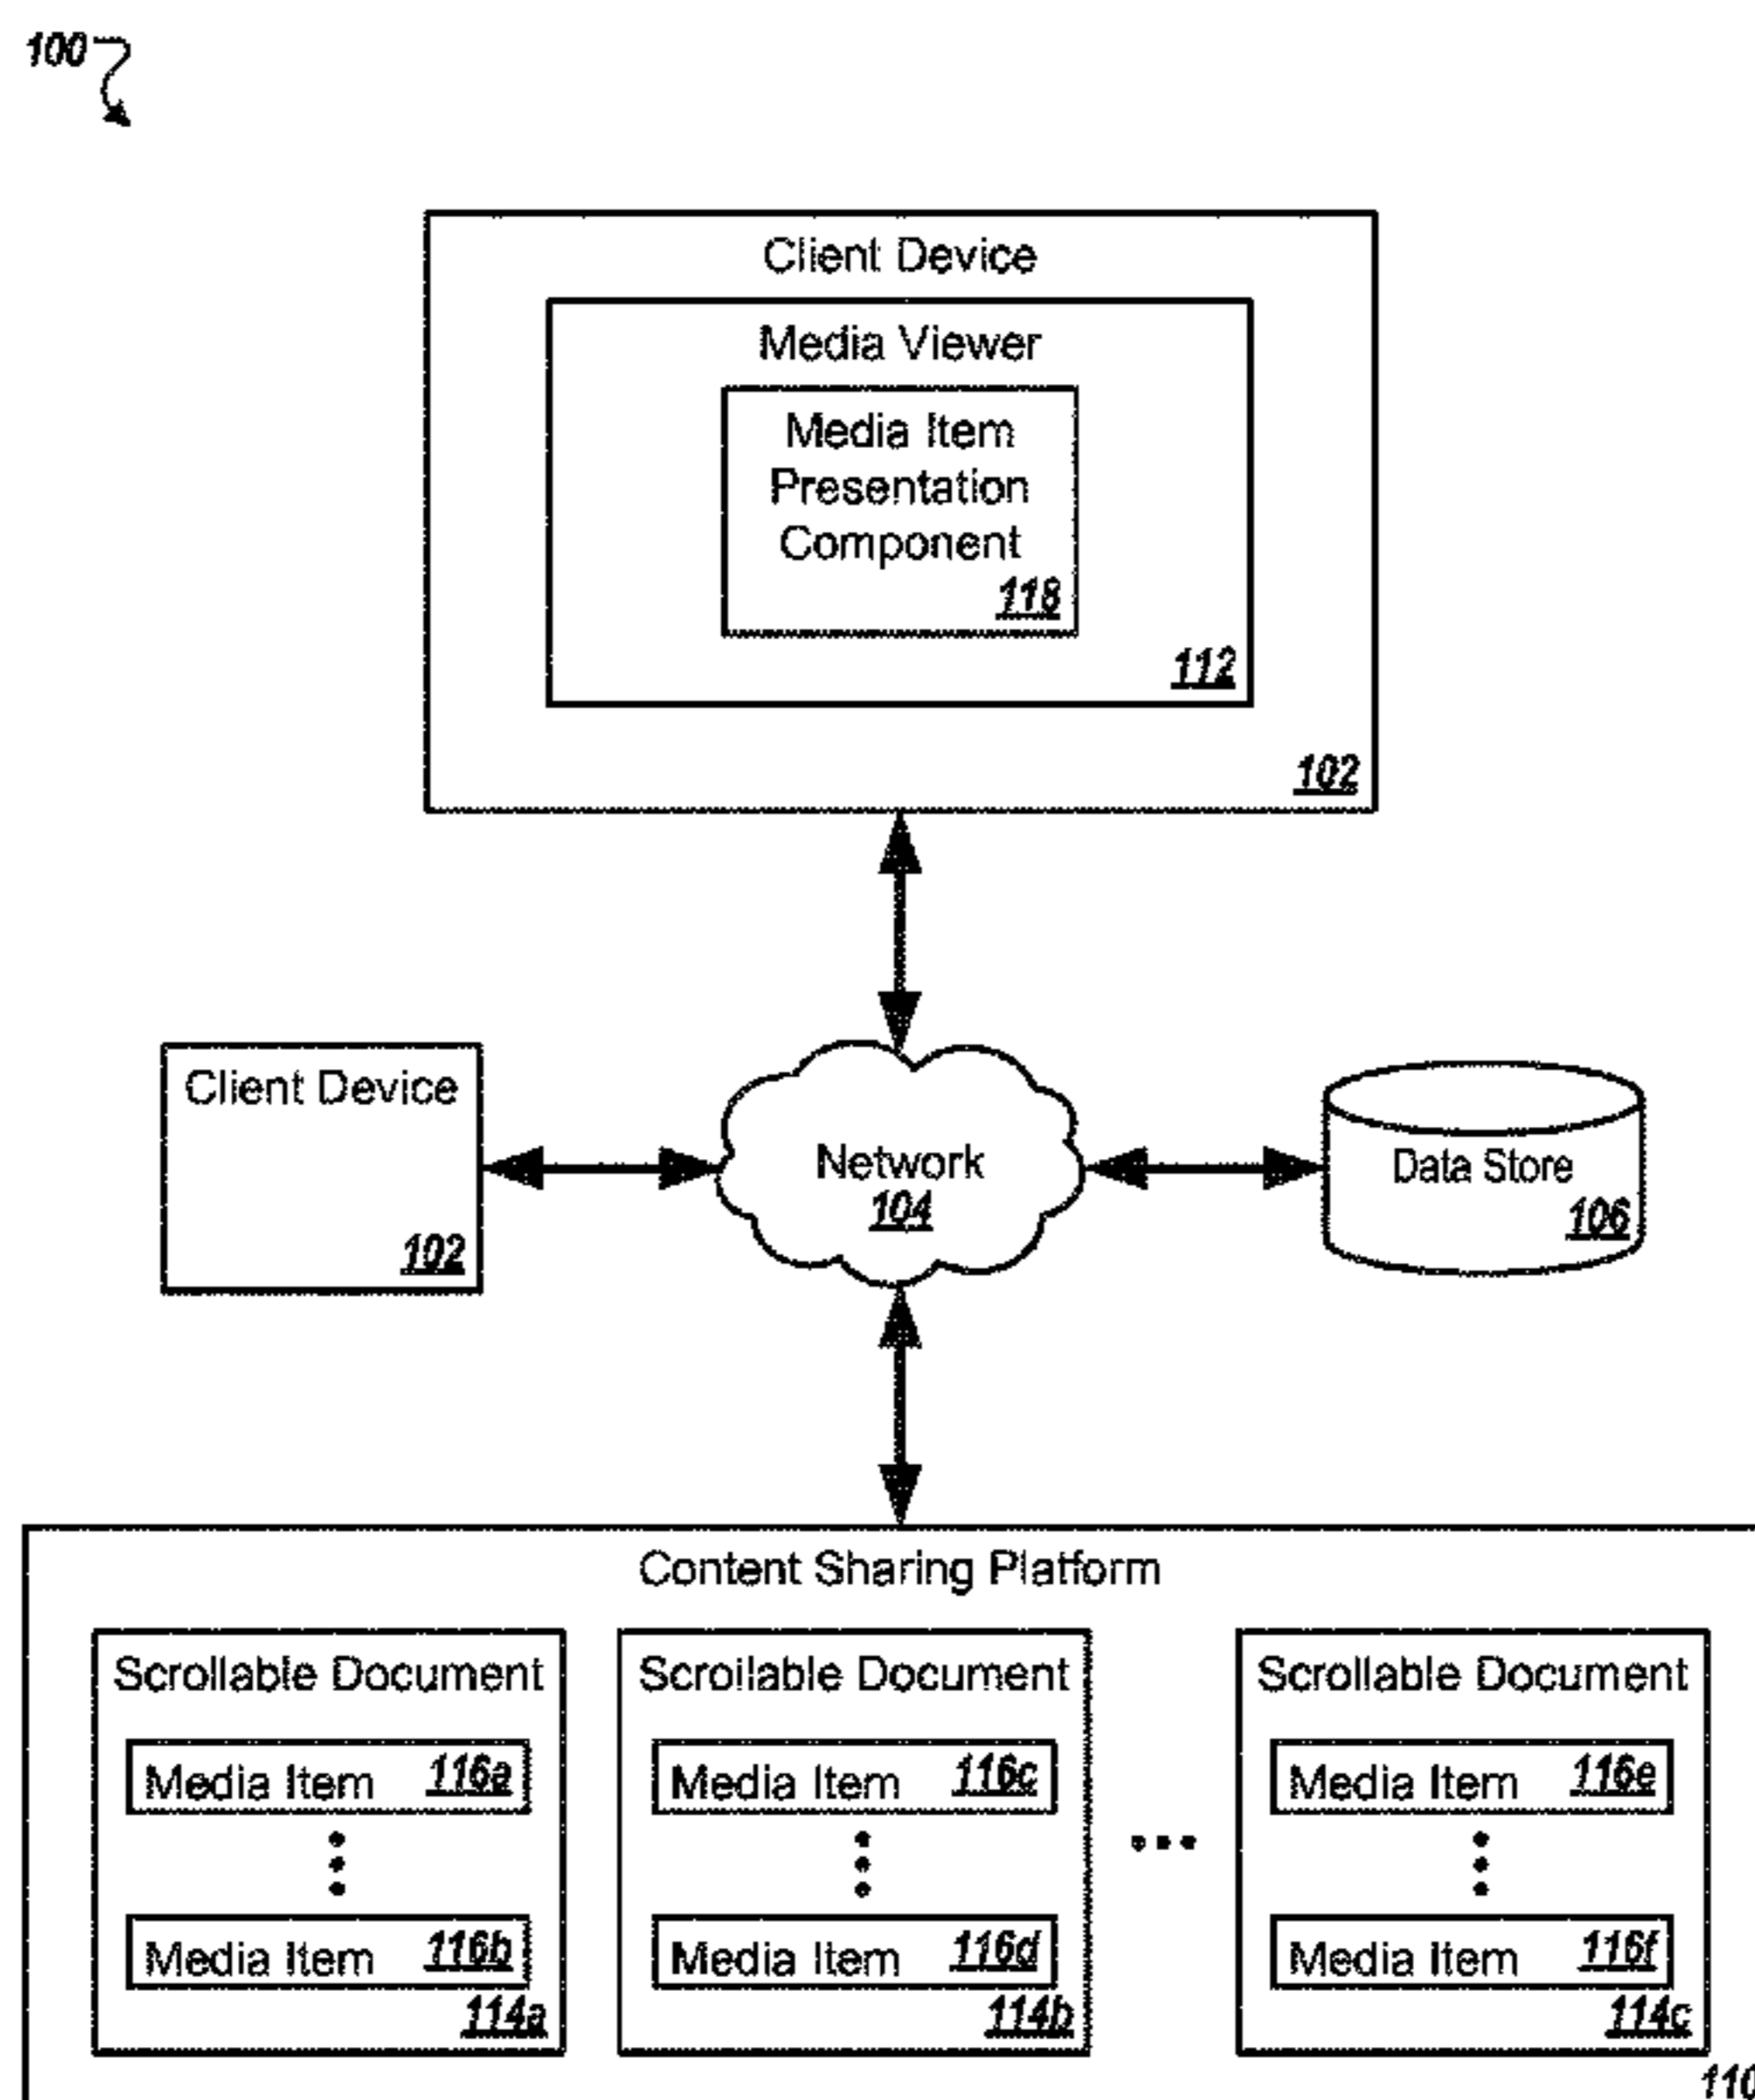 100
Client Device
Media Viewer
Media Item
Presentation
Component
118
112
102
Client Device
102
Network
104
Data Store
106
Content Sharing Platform
Scrollable Document
Media Item 116a
Media Item 116b
114a
Scrollable Document
Media Item 116c
Media Item 116d
114b
Scrollable Document
Media Item 116e
Media Item 116f
114c
110